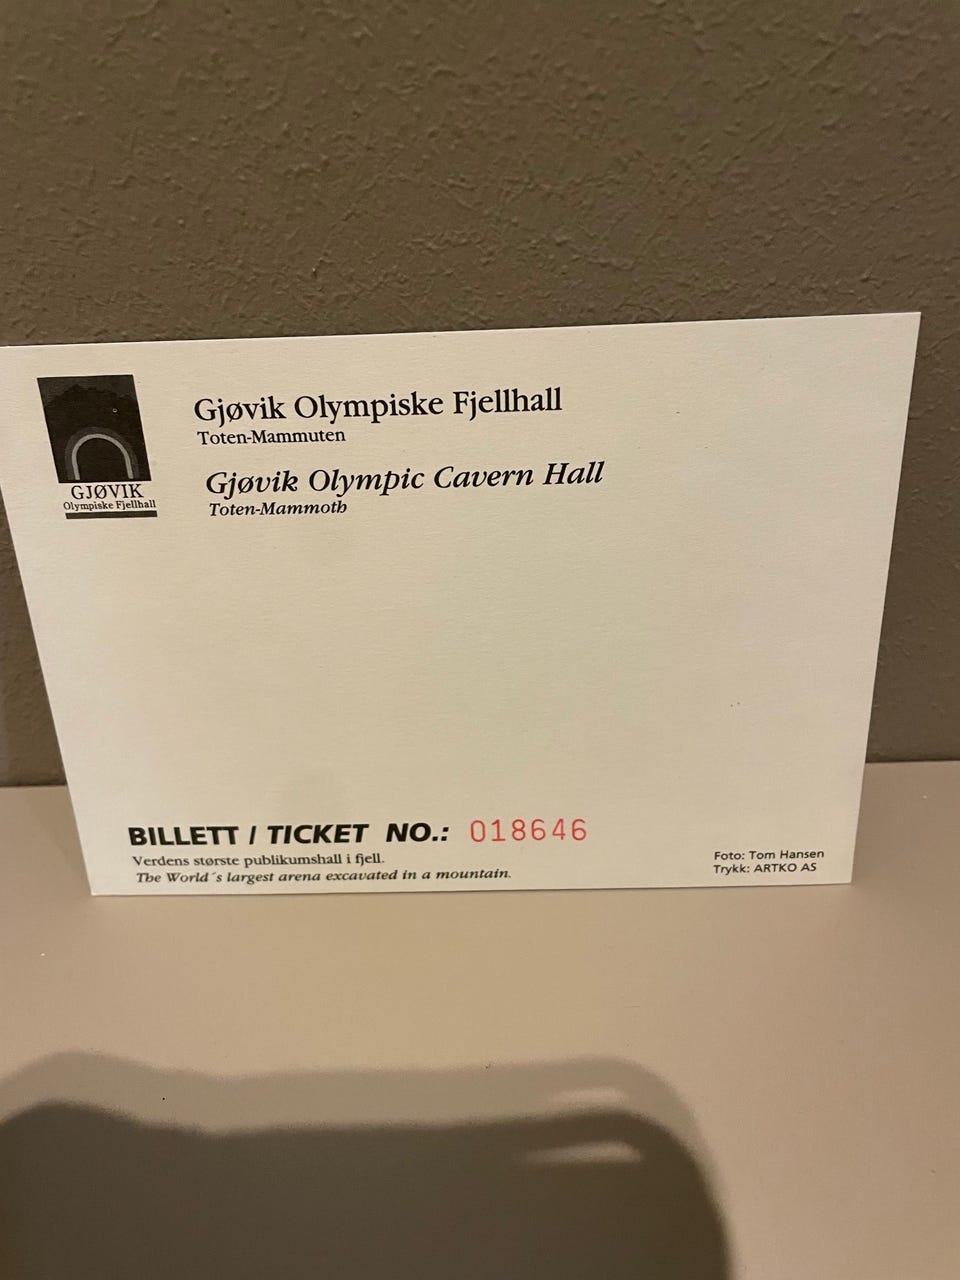 GJØVIK
Olympiske Fjellhall
Gjøvik Olympiske Fjellhall
Toten-Mammuten
Gjøvik Olympic Cavern Hall
Toten-Mammoth
BILLETT / TICKET NO.: 018646
Verdens største publikumshall i fjell.
The World´s largest arena excavated in a mountain.
Foto: Tom Hansen
Trykk: ARTKO AS